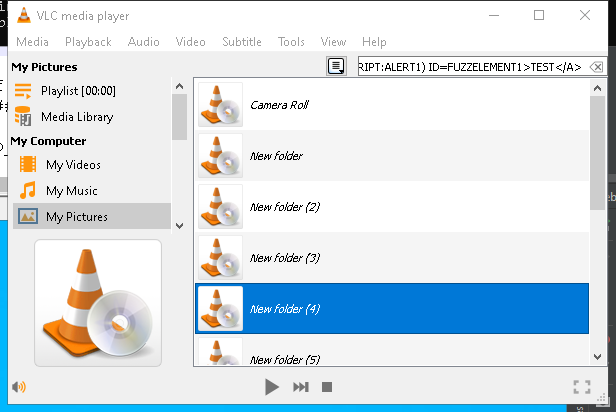 VLC media player
Media Playback Audio Video Subtitle Tools View Help
My Pictures
RIPT:ALERT1) ID=FUZZELEMENT1>TEST</A>
Playlist [00:00]
Media Library
My Computer
My Videos
My Music
My Pictures
Camera Roll
New folder
New folder (2)
New folder (3)
New folder (4)
New folder (5)